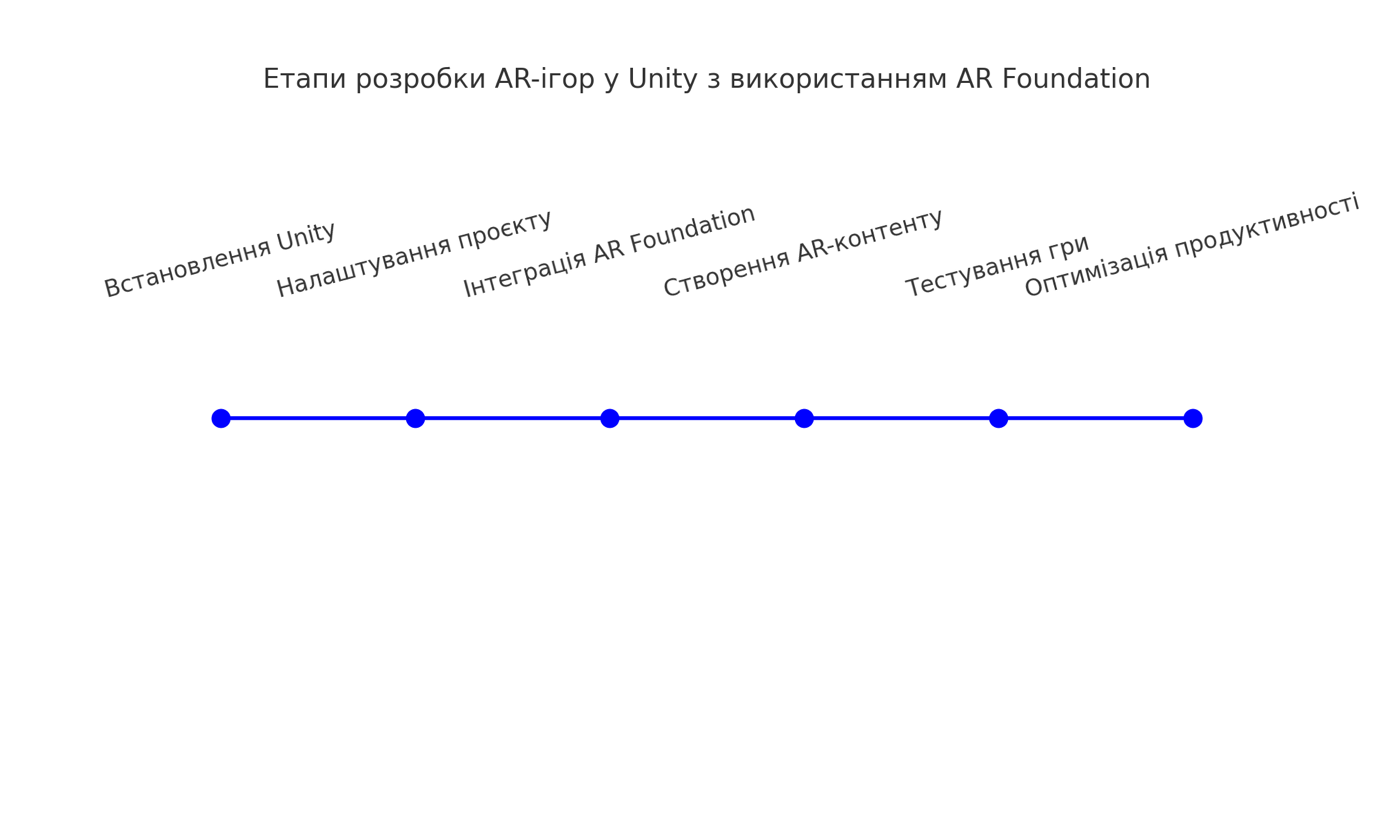 Етапи розробки AR-ігор у Unity з використанням AR Foundation
Встановлення Unity
Налаштування проєкту
Інтеграція AR Foundation
Створення AR-контенту
Тестування гри
Оптимізація продуктивності